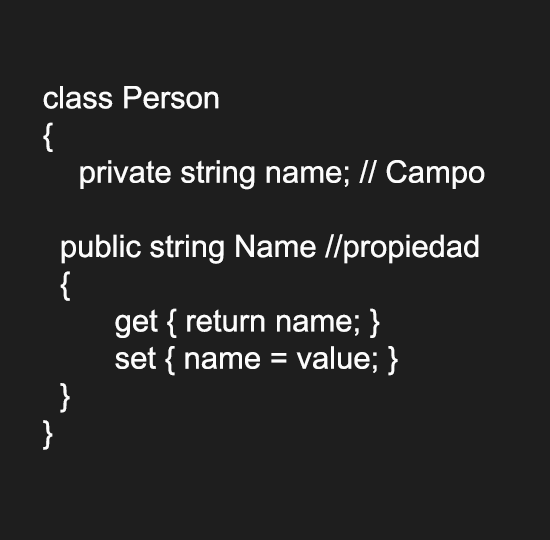 class Person
{
private string name; // Campo
public string Name //propiedad
{
get { return name; }
set { name = value; }
}
}